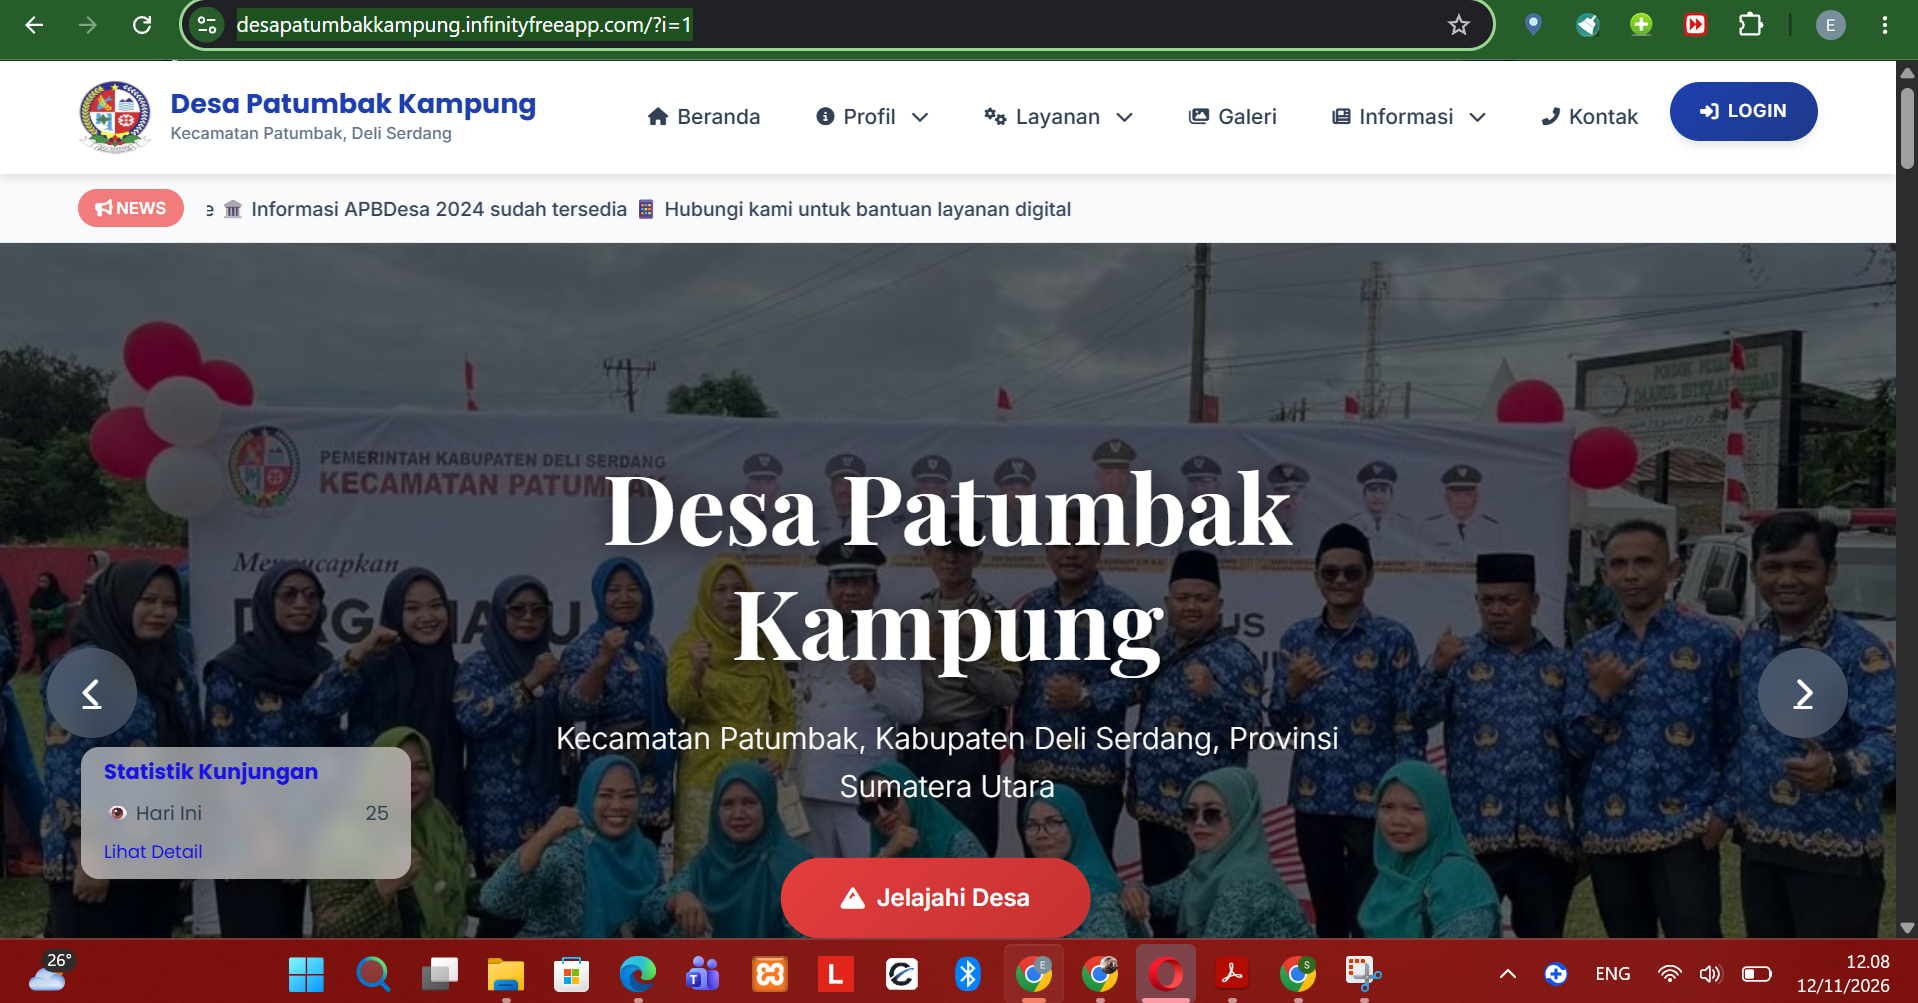 desapatumbakkampung.infinityfreeapp.com/?i=1
E
Desa Patumbak Kampung
Kecamatan Patumbak, Deli Serdang
Beranda
Profil
Layanan
Galeri
Informasi
Kontak
LOGIN
NEWS
e 🏛️ Informasi APBDesa 2024 sudah tersedia 📱 Hubungi kami untuk bantuan layanan digital
PEMERINTAH KABUPATEN DELI SERDANG
KECAMATAN PATUMBAK
Mengucapkan
Desa Patumbak
Kampung
Kecamatan Patumbak, Kabupaten Deli Serdang, Provinsi
Sumatera Utara
Statistik Kunjungan
Hari Ini 25
Lihat Detail
Jelajahi Desa
26°
ENG
12.08
12/11/2026